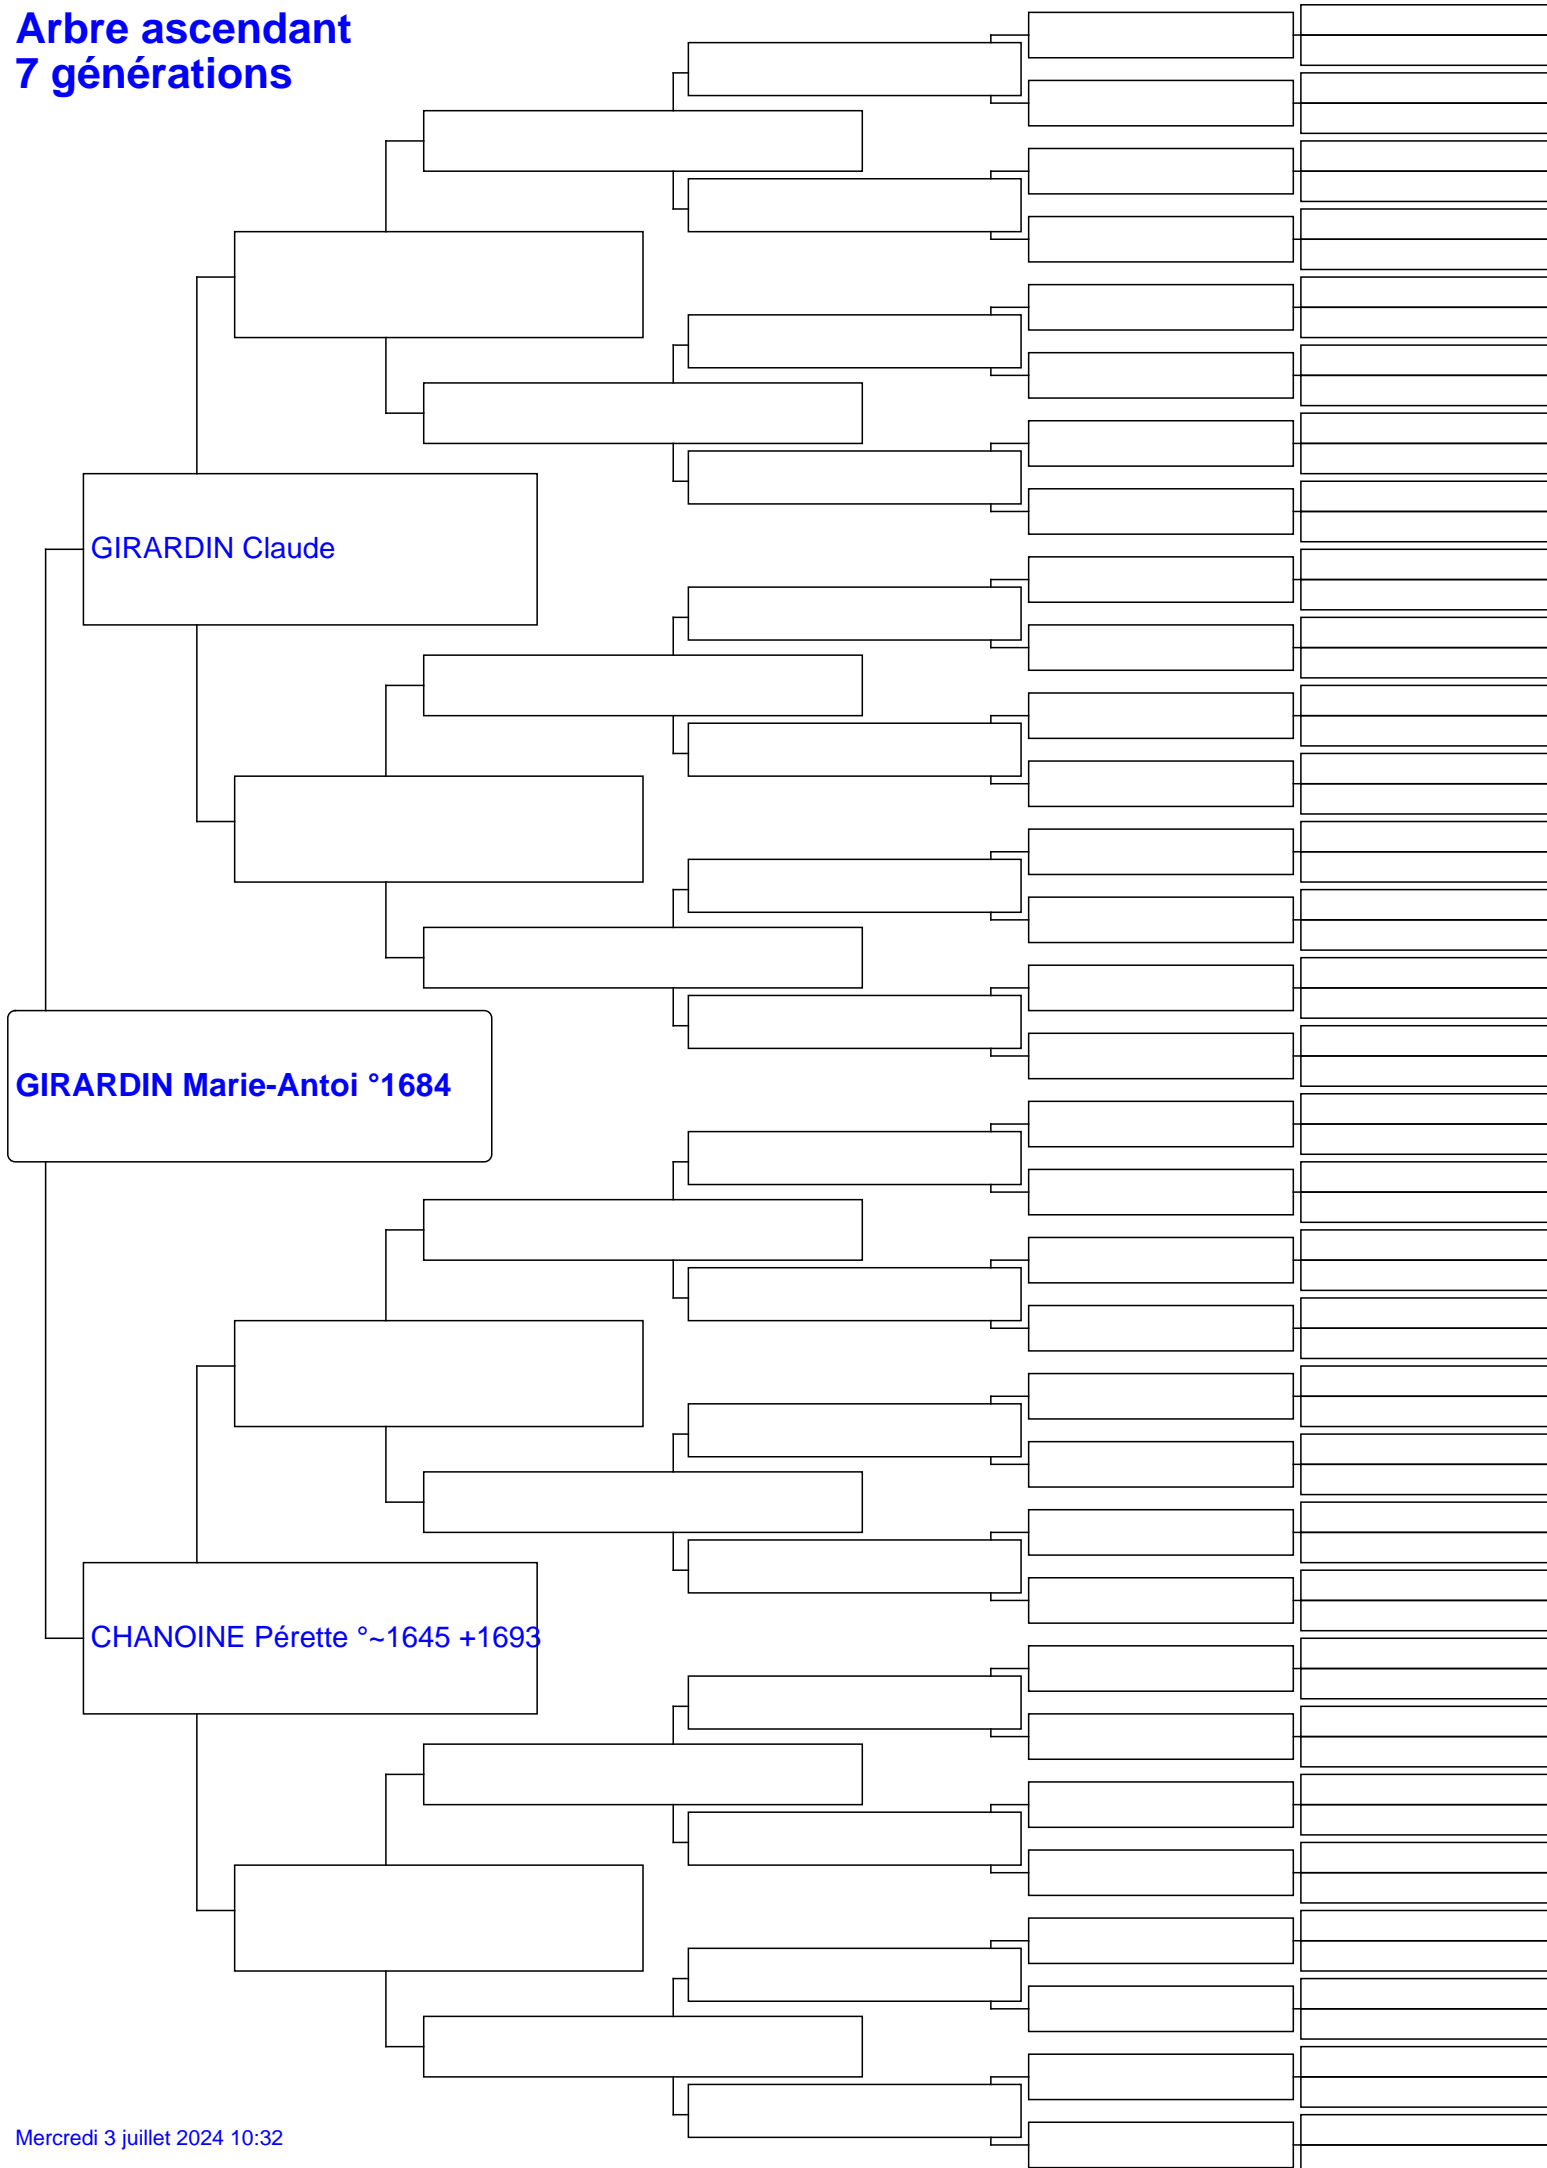 Arbre ascendant
7 générations
GIRARDIN Claude
GIRARDIN Marie-Antoi °1684
CHANOINE Pérette °~1645 +1693
Mercredi 3 juillet 2024 10:32